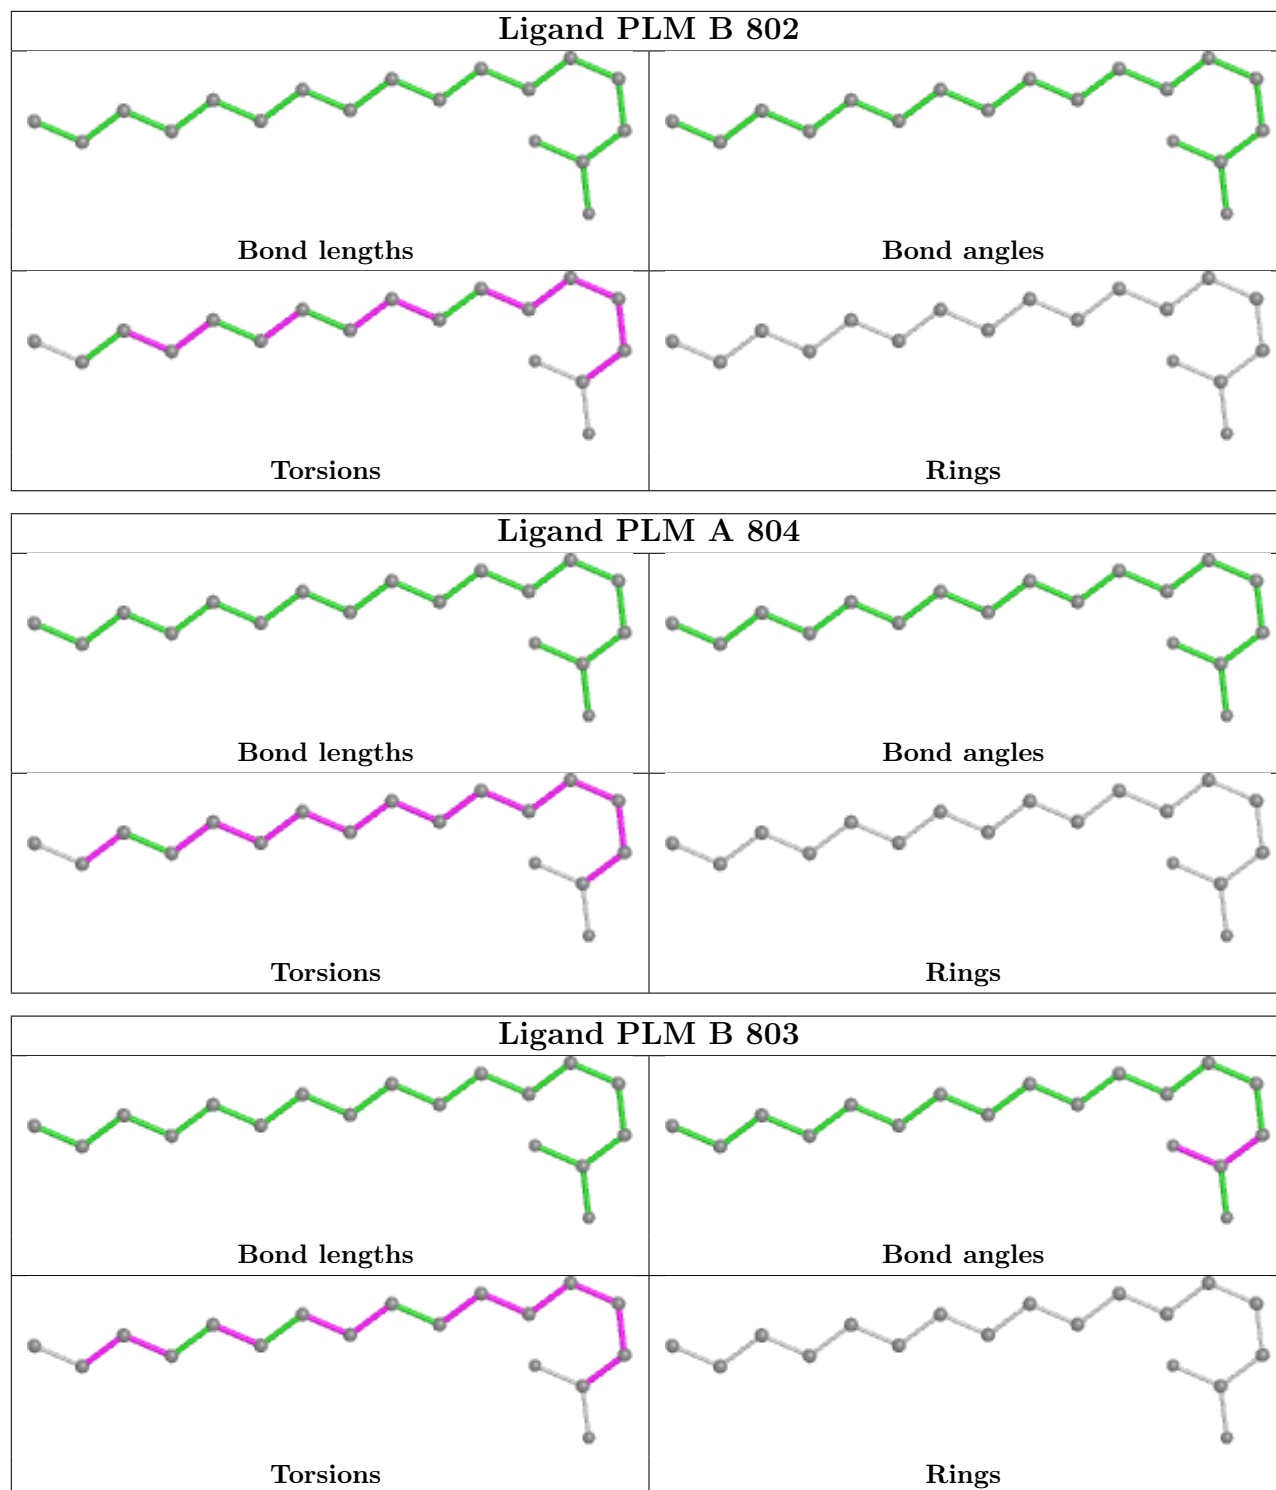 Ligand PLM B 802
Bond lengths
Bond angles
Torsions
Rings
Ligand PLM A 804
Bond lengths
Bond angles
Torsions
Rings
Ligand PLM B 803
Bond lengths
Bond angles
Torsions
Rings